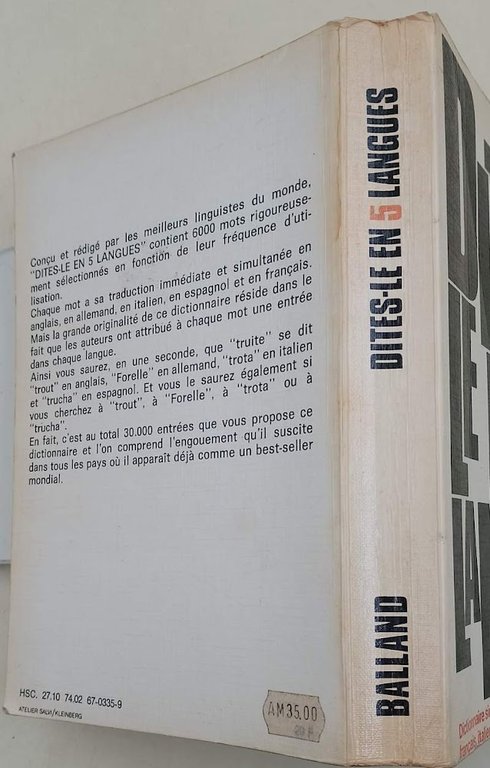 Conçu et rédigé par les meilleurs linguistes du monde,
"DITES-LE EN 5 LANGUES" contient 6000 mots rigoureuse-
ment sélectionnés en fonction de leur fréquence d'uti-
lisation.
Chaque mot a sa traduction immédiate et simultanée en
anglais, en allemand, en italien, en espagnol et en français.
Mais la grande originalité de ce dictionnaire réside dans le
fait que les auteurs ont attribué à chaque mot une entrée
dans chaque langue.
Ainsi vous saurez, en une seconde, que "truite" se dit
"trout" en anglais, "Forelle" en allemand, "trota" en italien
et "trucha" en espagnol. Et vous le saurez également si
vous cherchez à "trout", à "Forelle", à "trota" ou à
"trucha".
En fait, c'est au total 30.000 entrées que vous propose ce
dictionnaire et l'on comprend l'engouement qu'il suscite
dans tous les pays où il apparaît déjà comme un best-seller
mondial.
HSC. 27.10 74.02 67-0335-9
ATELIER SALVI/KLEINBERG
AM35.00
BALLAND
DITES-LE EN 5 LANGUES
Dictionnaire
français, italie